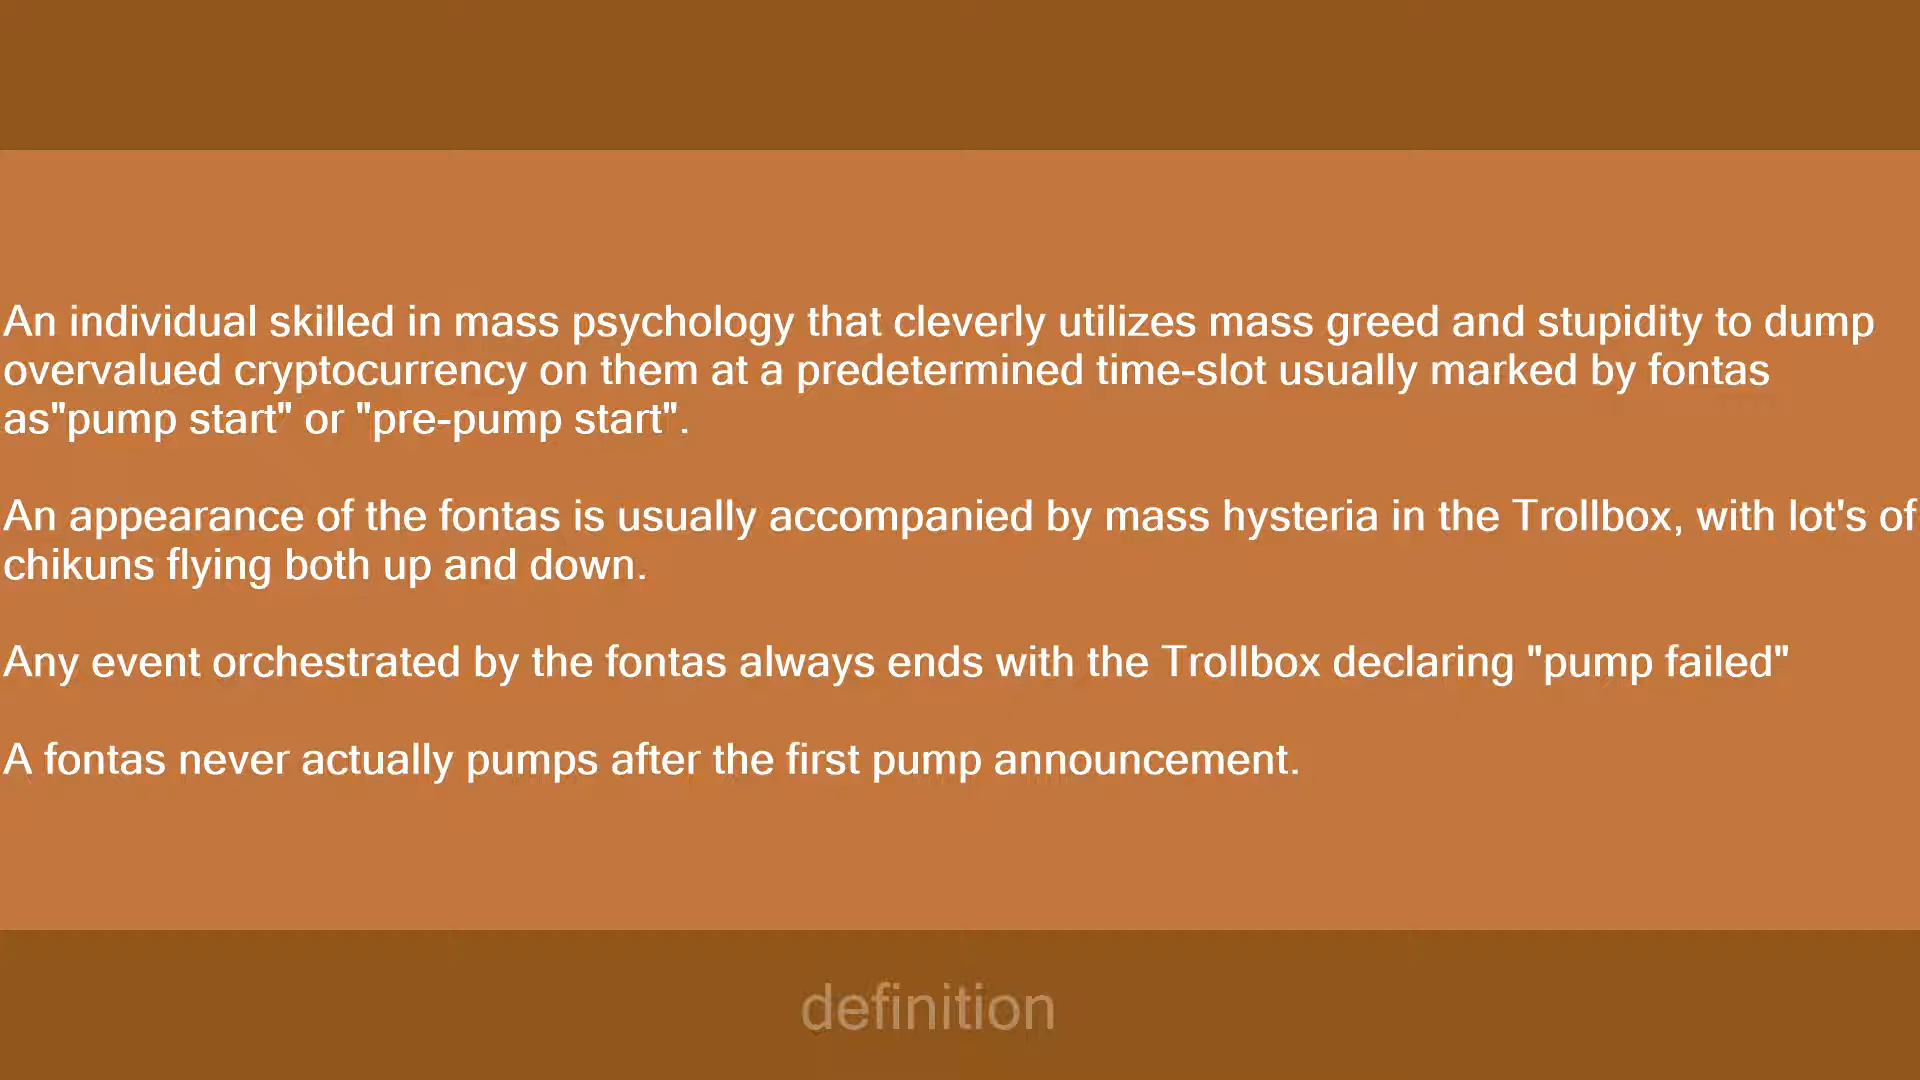 An individual skilled in mass psychology that cleverly utilizes mass greed and stupidity to dump
overvalued cryptocurrency on them at a predetermined time-slot usually marked by fontas
as"pump start" or "pre-pump start".
An appearance of the fontas is usually accompanied by mass hysteria in the Trollbox, with lot's of
chikuns flying both up and down.
Any event orchestrated by the fontas always ends with the Trollbox declaring "pump failed"
A fontas never actually pumps after the first pump announcement.
definition